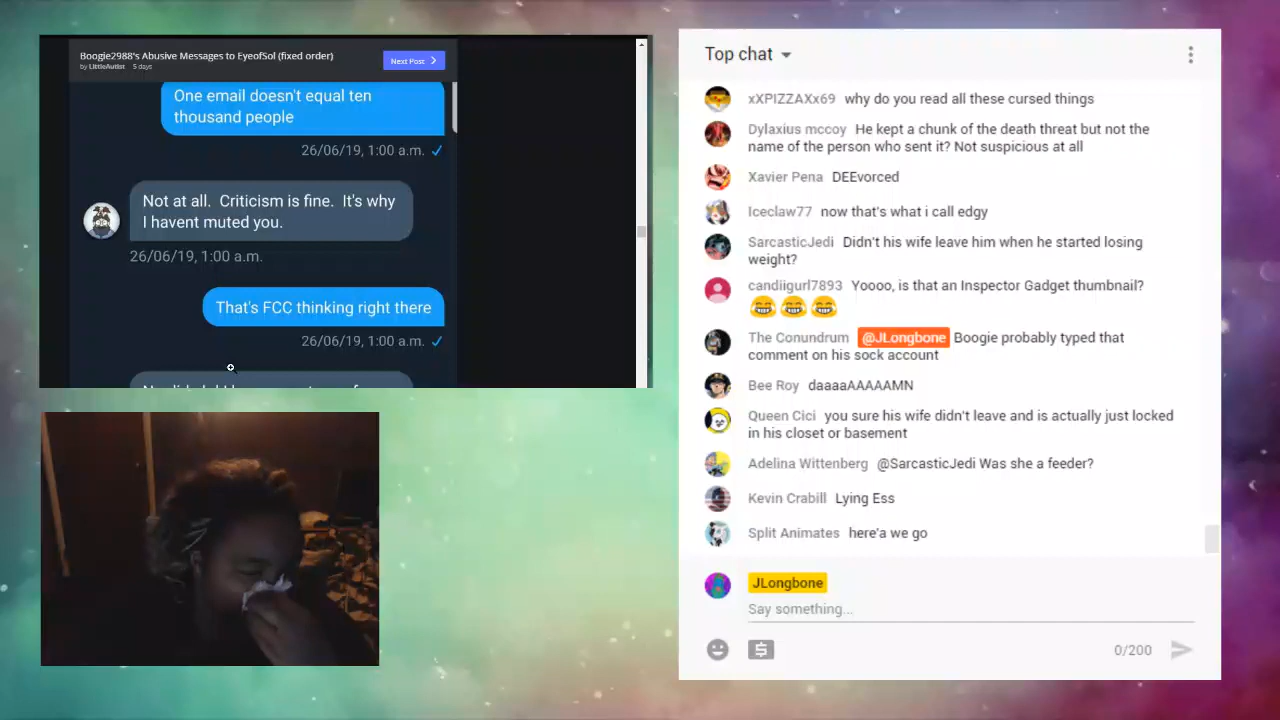 Boogie2988's Abusive Messages to EyeofSol (fixed order)
by LittleAutist 5 days
Next Post
One email doesn't equal ten
thousand people
26/06/19, 1:00 a.m.
Not at all. Criticism is fine. It's why
I havent muted you.
26/06/19, 1:00 a.m.
That's FCC thinking right there
26/06/19, 1:00 a.m.
Top chat
xXPIZZAXx69 why do you read all these cursed things
Dylaxius mccoy He kept a chunk of the death threat but not the
name of the person who sent it? Not suspicious at all
Xavier Pena DEEvorced
Iceclaw77 now that's what i call edgy
SarcasticJedi Didn't his wife leave him when he started losing
weight?
candiigurl7893 Yoooo, is that an Inspector Gadget thumbnail?
😂 😂 😂
The Conundrum @JLongbone Boogie probably typed that
comment on his sock account
Bee Roy daaaaAAAAAMN
Queen Cici you sure his wife didn't leave and is actually just locked
in his closet or basement
Adelina Wittenberg @SarcasticJedi Was she a feeder?
Kevin Crabill Lying Ess
Split Animates here'a we go
JLongbone
Say something...
0/200